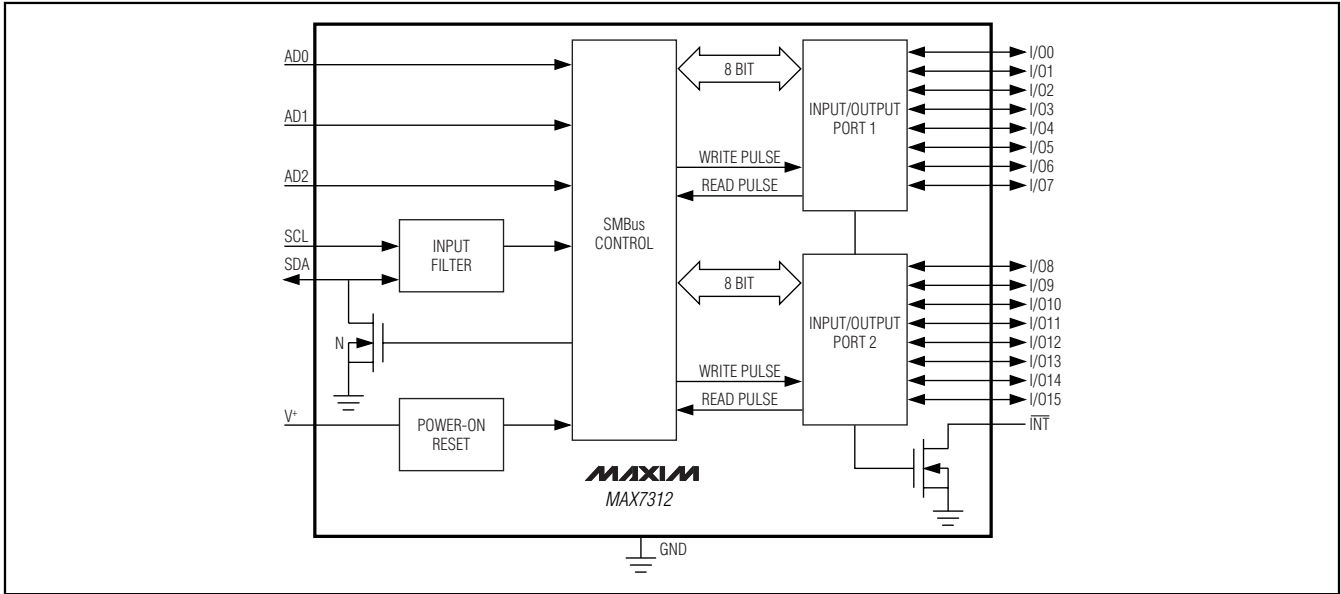 AD0
AD1
AD2
SCL
SDA
N
V+
INPUT
FILTER
POWER-ON
RESET
SMBus
CONTROL
8 BIT
WRITE PULSE
READ PULSE
8 BIT
WRITE PULSE
READ PULSE
INPUT/OUTPUT
PORT 1
INPUT/OUTPUT
PORT 2
I/O0
I/O1
I/O2
I/O3
I/O4
I/O5
I/O6
I/O7
I/O8
I/O9
I/O10
I/O11
I/O12
I/O13
I/O14
I/O15
INT
MAXIM
MAX7312
GND